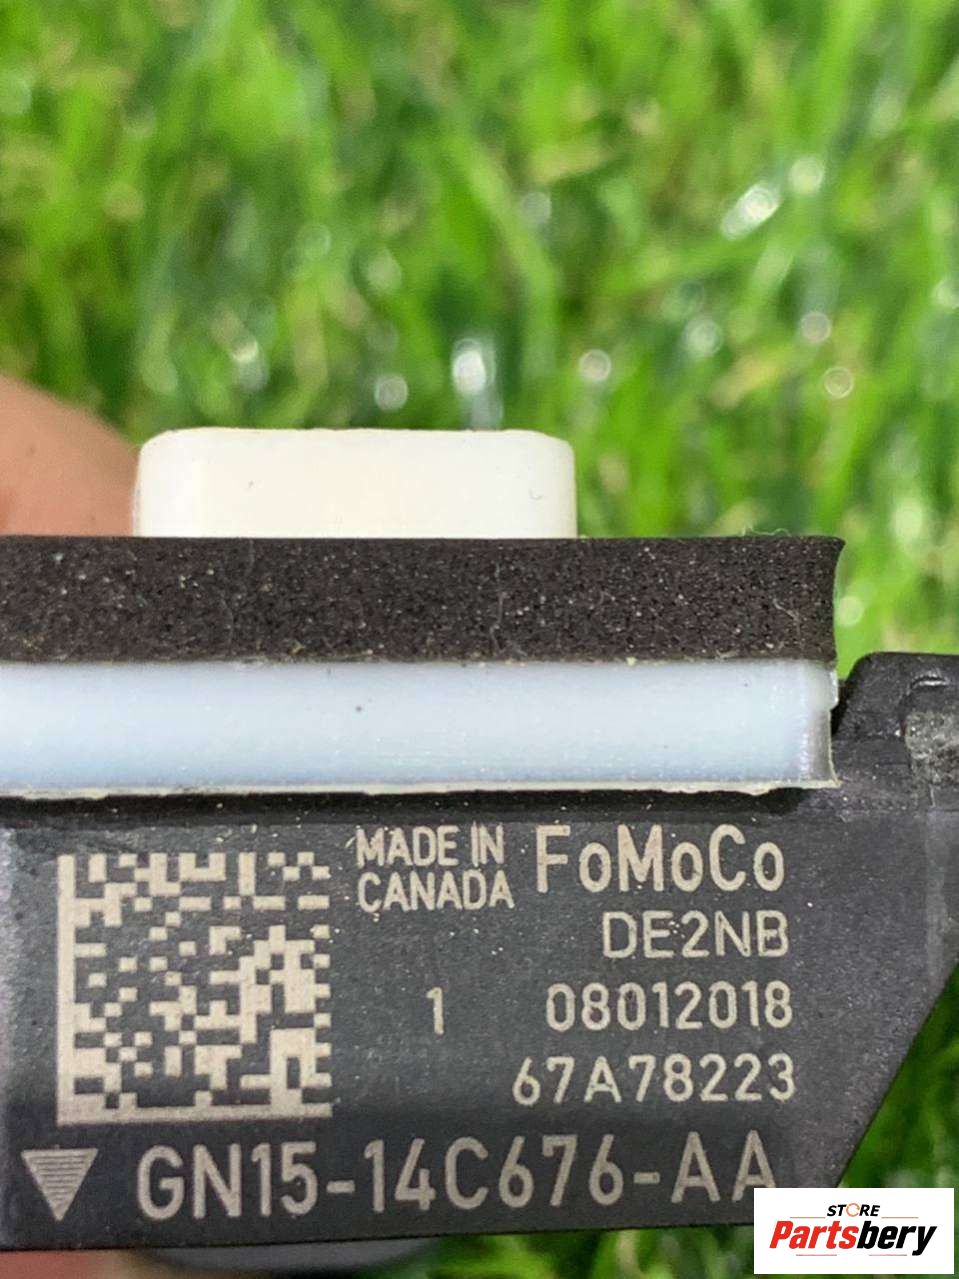 MADE IN
CANADA
FoMoCo
DE2NB
1 08012018
67A78223
GN15-14C676-AA
STORE
Partsbery